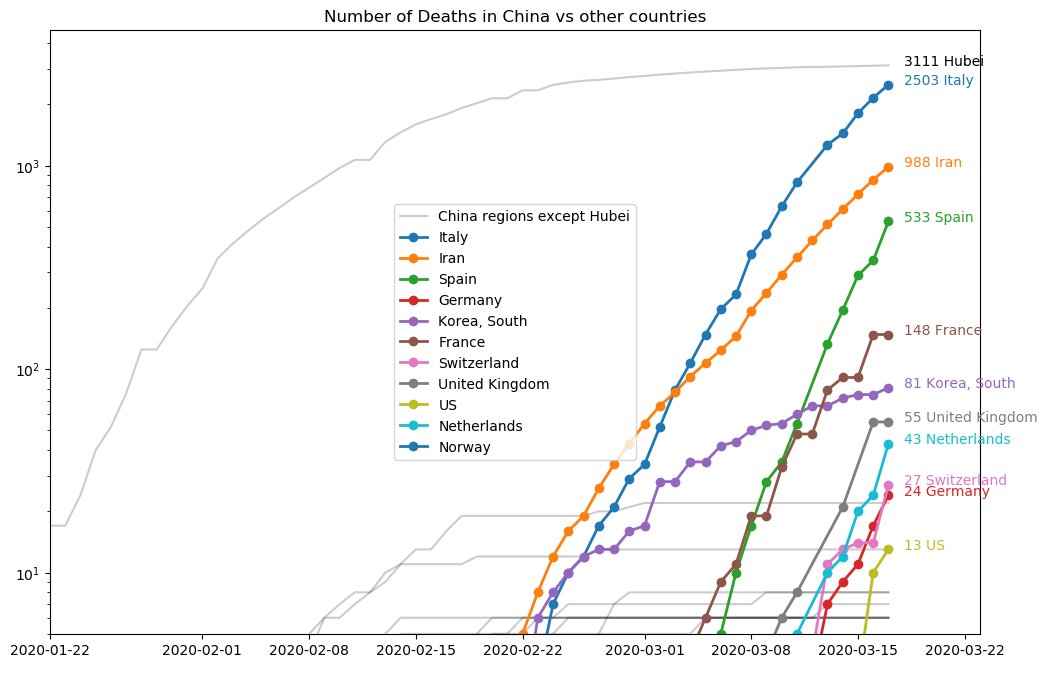 Number of Deaths in China vs other countries
3111 Hubei
2503 Italy
10³
988 Iran
China regions except Hubei
Italy
Iran
Spain
Germany
Korea, South
France
Switzerland
United Kingdom
US
Netherlands
Norway
533 Spain
148 France
10²
81 Korea, South
55 United Kingdom
43 Netherlands
27 Switzerland
24 Germany
13 US
10¹
2020-01-22 2020-02-01 2020-02-08 2020-02-15 2020-02-22 2020-03-01 2020-03-08 2020-03-15 2020-03-22